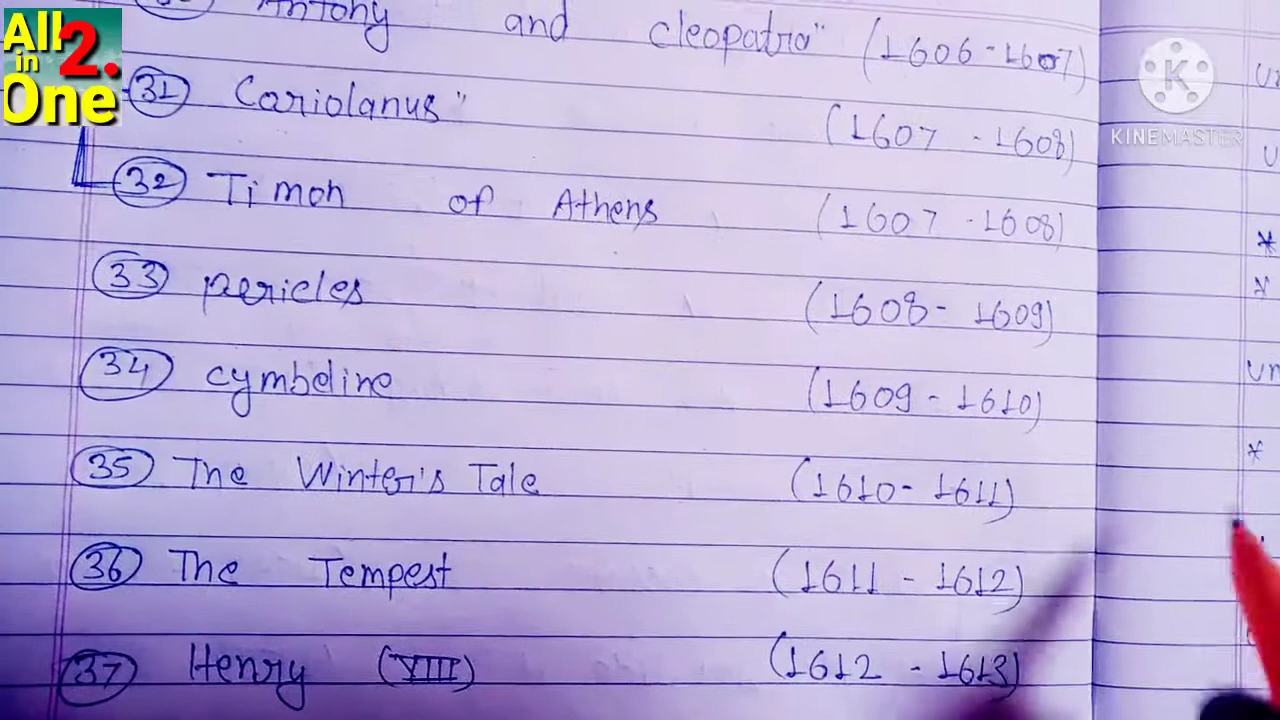 All
in 2.
One
Antony and cleopatra" (1606-1607)
KINEMASTER
31 Cariolanus" (1607 -1608)
32 Timon of Athens (1607 -1608)
33 pericles (1608- 1609)
34 cymbeline (1609 - 1610)
35 The Winter's Tale (1610- 1611)
36 The Tempest (1611 - 1612)
37 Henry (VIII) (1612 -1613)